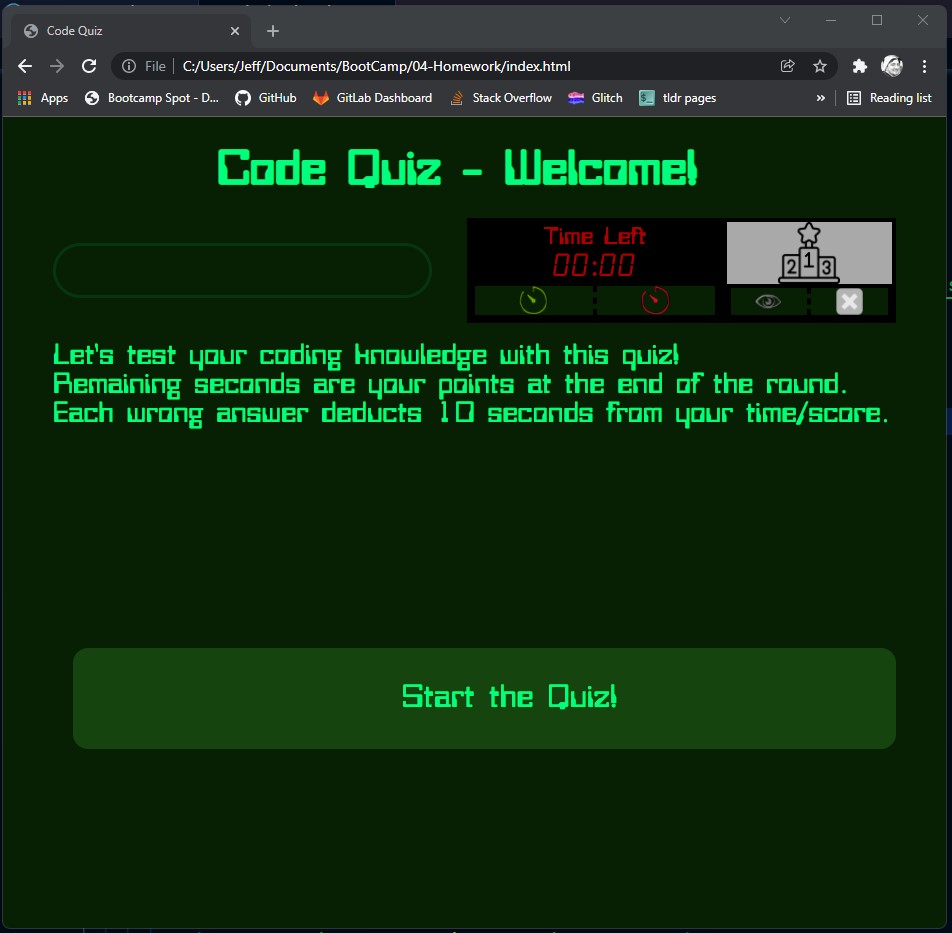 Code Quiz
File
C:/Users/Jeff/Documents/BootCamp/04-Homework/index.html
Apps
Bootcamp Spot - D...
GitHub
GitLab Dashboard
Stack Overflow
Glitch
tldr pages
»
Reading list
Code Quiz - Welcome!
Time Left
00:00
2 1 3
Let's test your coding knowledge with this quiz!
Remaining seconds are your points at the end of the round.
Each wrong answer deducts 10 seconds from your time/score.
Start the Quiz!